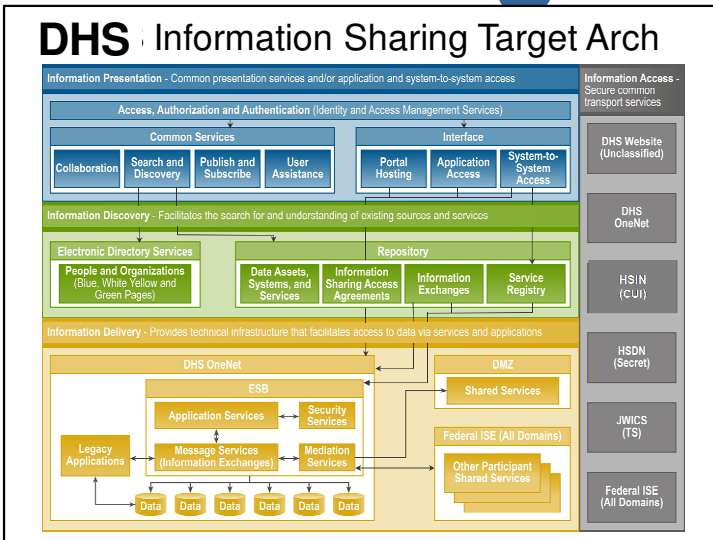 DHS Information Sharing Target Arch
Information Presentation - Common presentation services and/or application and system-to-system access
Access, Authorization and Authentication (Identity and Access Management Services)
Common Services
Collaboration
Search and
Discovery
Publish and
Subscribe
User
Assistance
Interface
Portal
Hosting
Application
Access
System-to-
System
Access
Information Discovery - Facilitates the search for and understanding of existing sources and services
Electronic Directory Services
People and Organizations
(Blue, White Yellow and
Green Pages)
Repository
Data Assets,
Systems, and
Services
Information
Sharing Access
Agreements
Information
Exchanges
Service
Registry
Information Delivery - Provides technical infrastructure that facilitates access to data via services and applications
DHS OneNet
ESB
Application Services
Security
Services
Legacy
Applications
Message Services
(Information Exchanges)
Mediation
Services
Data
Data
Data
Data
Data
Data
DMZ
Shared Services
Federal ISE (All Domains)
Other Participant
Shared Services
Information Access -
Secure common
transport services
DHS Website
(Unclassified)
DHS
OneNet
HSIN
(CUI)
HSDN
(Secret)
JWICS
(TS)
Federal ISE
(All Domains)